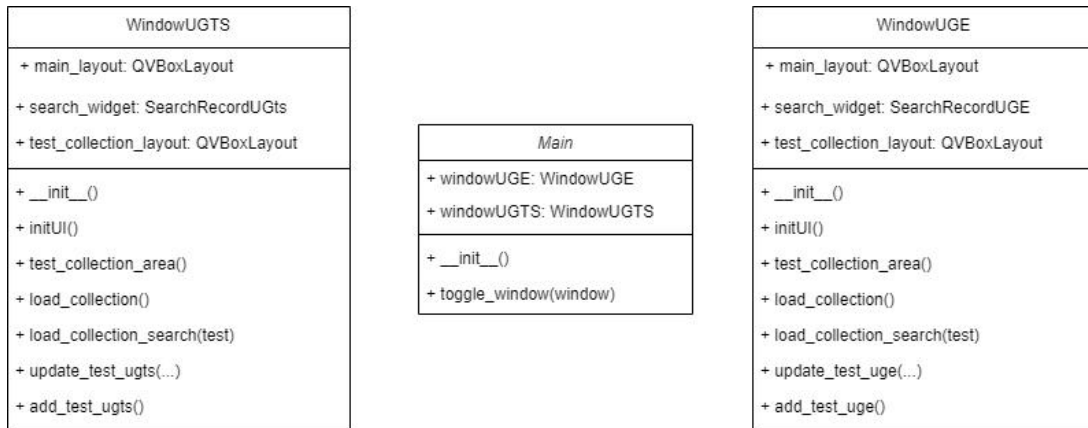 WindowUGTS
+ main_layout: QVBoxLayout
+ search_widget: SearchRecordUGts
+ test_collection_layout: QVBoxLayout
+ __init__()
+ initUI()
+ test_collection_area()
+ load_collection()
+ load_collection_search(test)
+ update_test_ugts(...)
+ add_test_ugts()
Main
+ windowUGE: WindowUGE
+ windowUGTS: WindowUGTS
+ __init__()
+ toggle_window(window)
WindowUGE
+ main_layout: QVBoxLayout
+ search_widget: SearchRecordUGE
+ test_collection_layout: QVBoxLayout
+ __init__()
+ initUI()
+ test_collection_area()
+ load_collection()
+ load_collection_search(test)
+ update_test_uge(...)
+ add_test_uge()